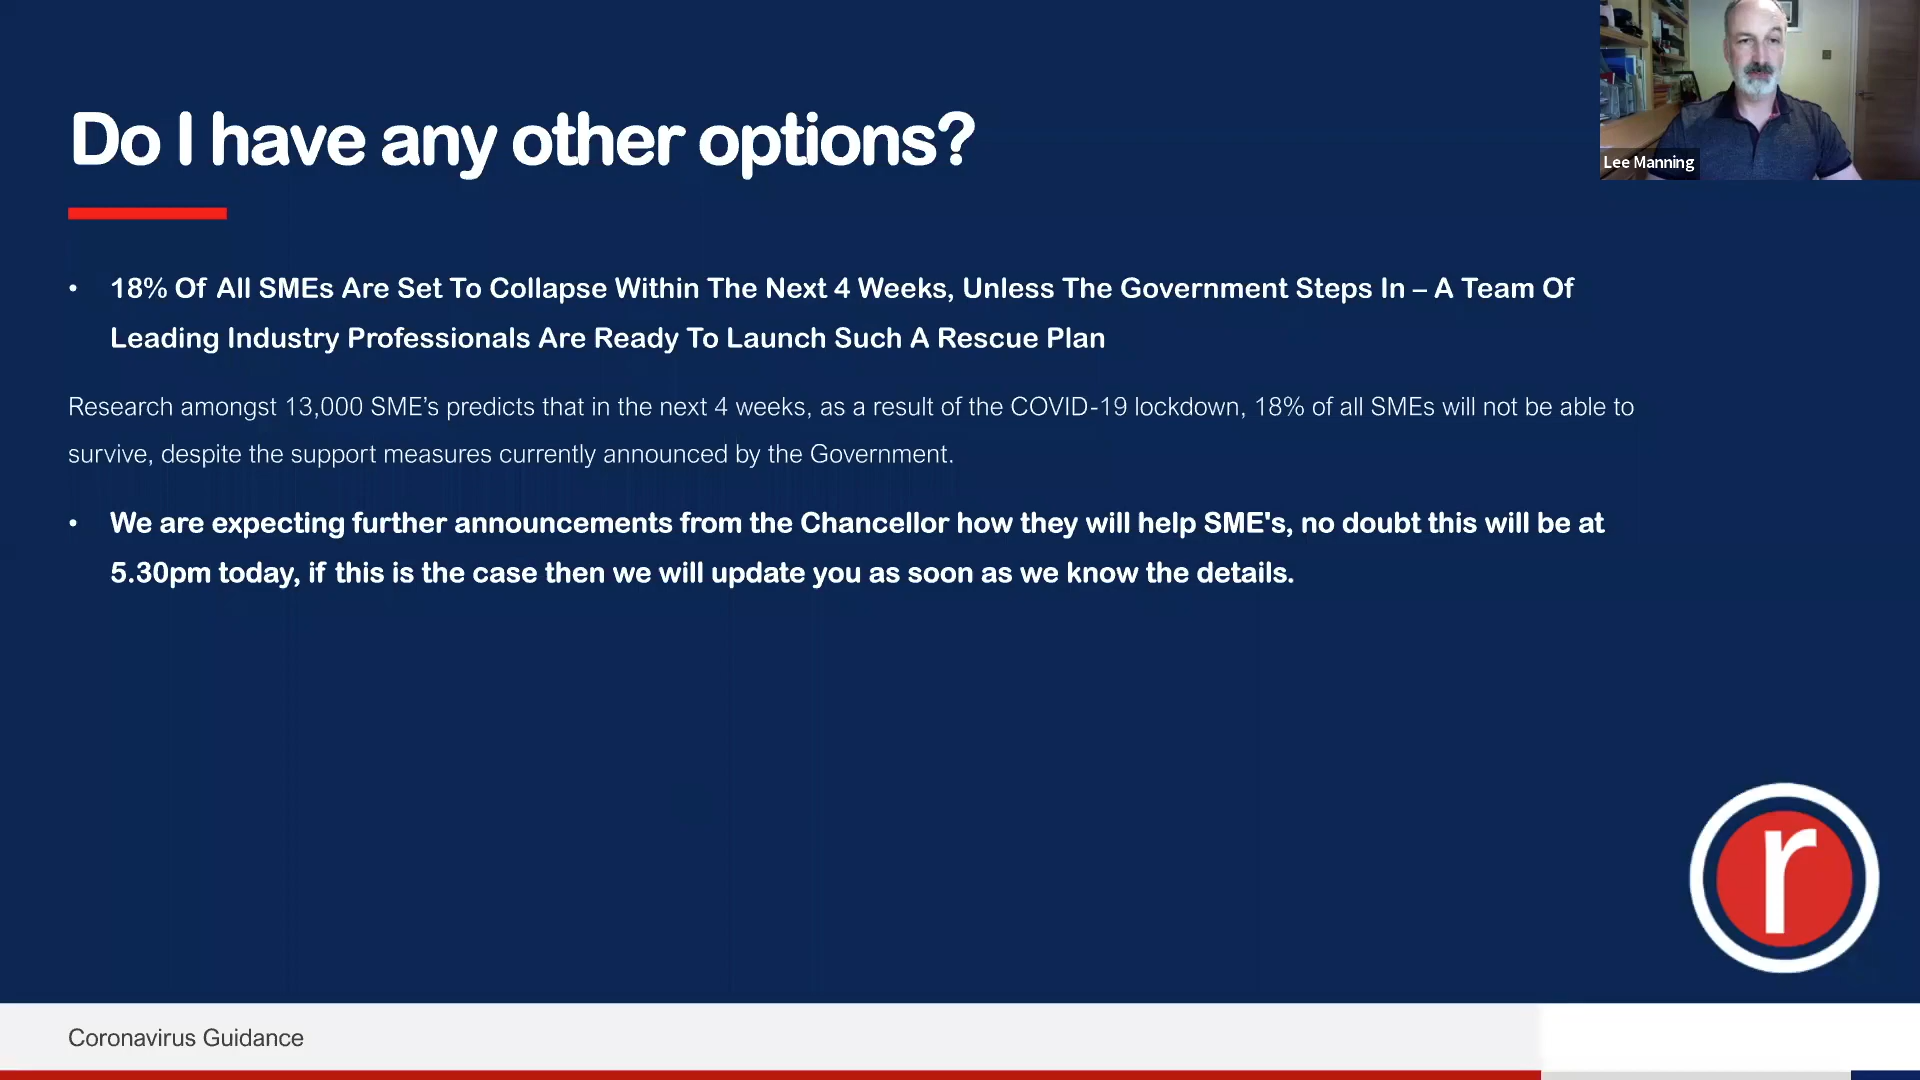 Do I have any other options?
Lee Manning
• 18% Of All SMEs Are Set To Collapse Within The Next 4 Weeks, Unless The Government Steps In – A Team Of
Leading Industry Professionals Are Ready To Launch Such A Rescue Plan
Research amongst 13,000 SME’s predicts that in the next 4 weeks, as a result of the COVID-19 lockdown, 18% of all SMEs will not be able to
survive, despite the support measures currently announced by the Government.
• We are expecting further announcements from the Chancellor how they will help SME's, no doubt this will be at
5.30pm today, if this is the case then we will update you as soon as we know the details.
r
Coronavirus Guidance